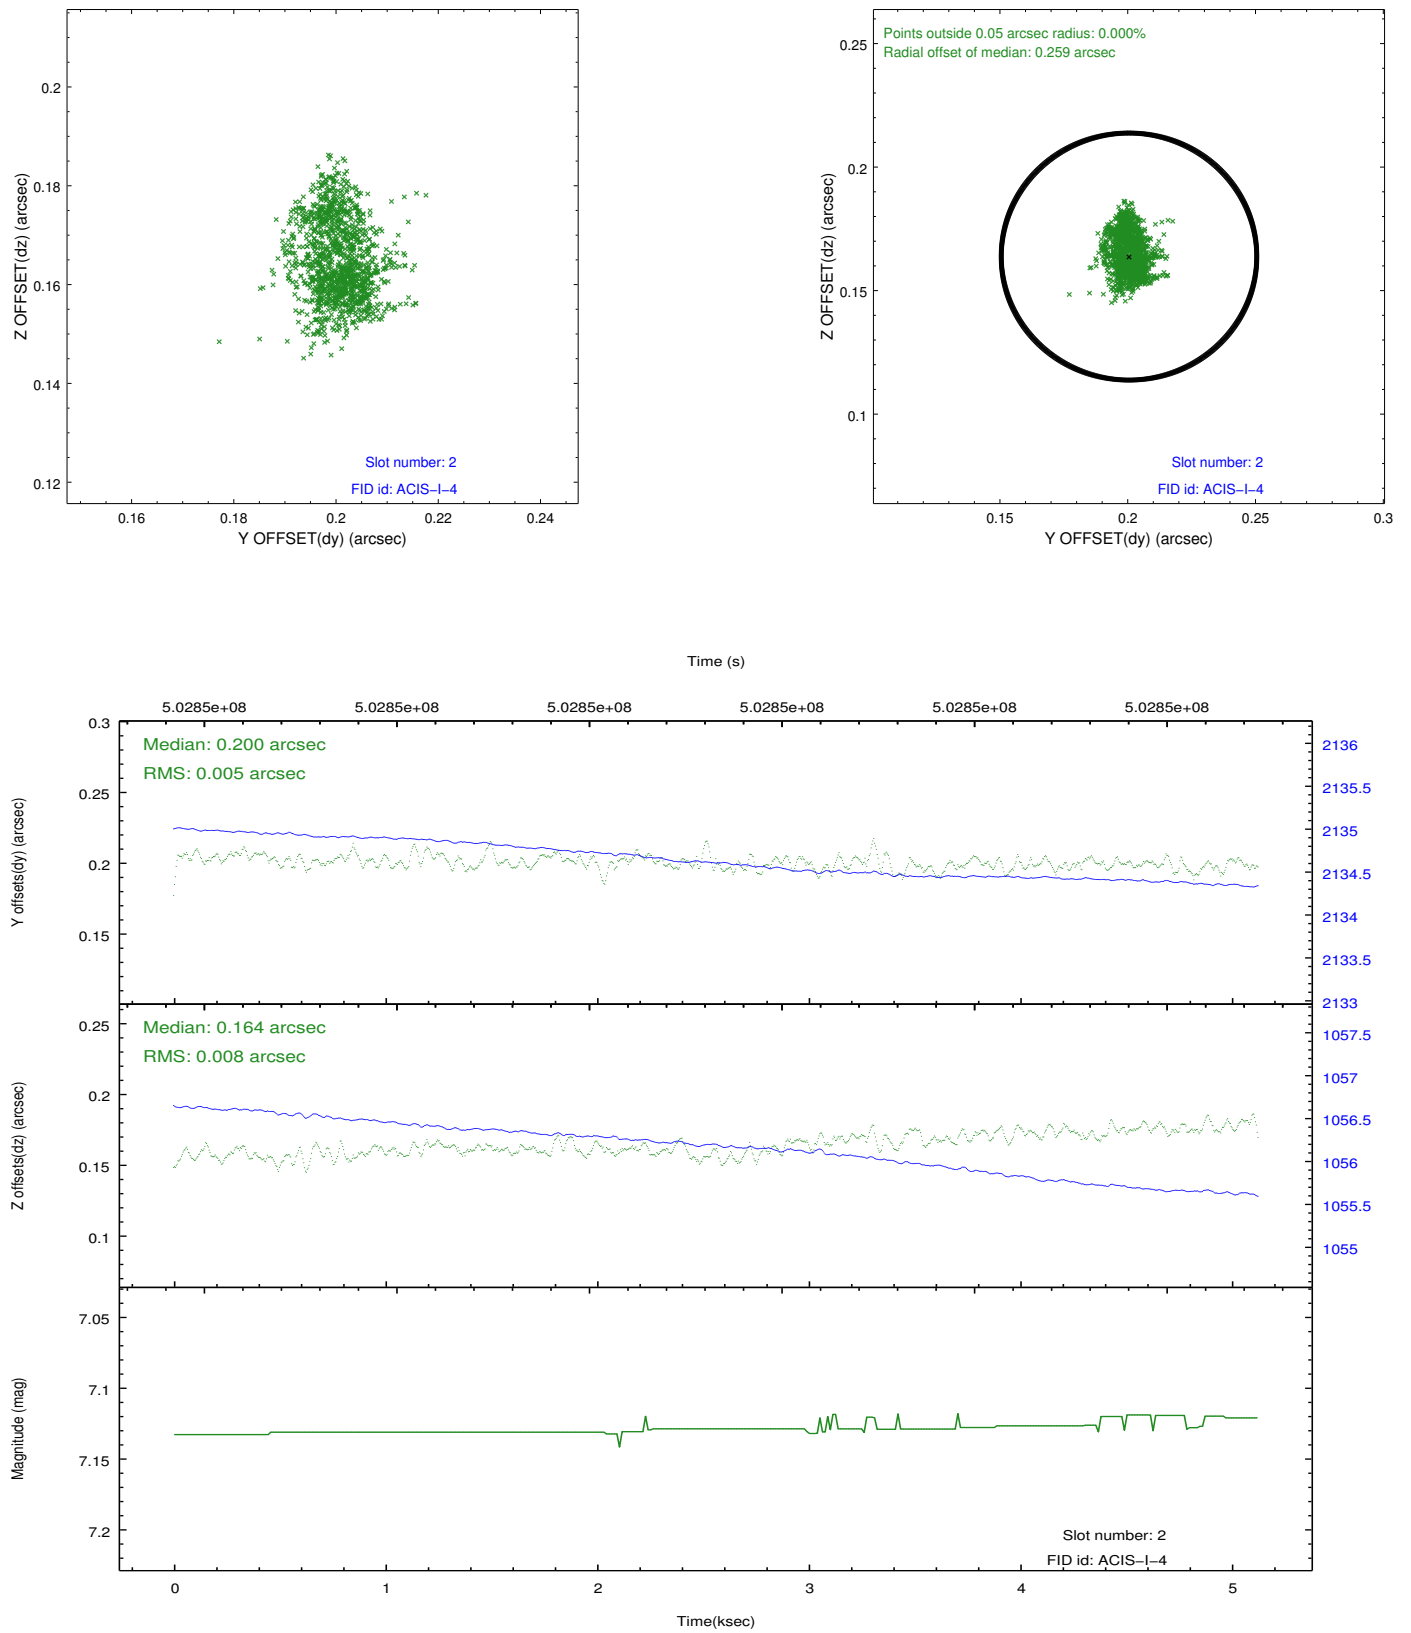 0.2
0.18
0.16
0.14
0.12
Z OFFSET(dz) (arcsec)
Slot number: 2
FID id: ACIS−I−4
0.16 0.18 0.2 0.22 0.24
Y OFFSET(dy) (arcsec)
Points outside 0.05 arcsec radius: 0.000%
Radial offset of median: 0.259 arcsec
0.25
0.2
0.15
0.1
Z OFFSET(dz) (arcsec)
Slot number: 2
FID id: ACIS−I−4
0.15 0.2 0.25 0.3
Y OFFSET(dy) (arcsec)
Time (s)
5.0285e+08 5.0285e+08 5.0285e+08 5.0285e+08 5.0285e+08 5.0285e+08
Median: 0.200 arcsec
RMS: 0.005 arcsec
0.3
0.25
0.2
0.15
Y offsets(dy) (arcsec)
2136
2135.5
2135
2134.5
2134
2133.5
2133
Median: 0.164 arcsec
RMS: 0.008 arcsec
0.25
0.2
0.15
0.1
Z offsets(dz) (arcsec)
1057.5
1057
1056.5
1056
1055.5
1055
7.05
7.1
7.15
7.2
Magnitude (mag)
Slot number: 2
FID id: ACIS−I−4
0 1 2 3 4 5
Time(ksec)